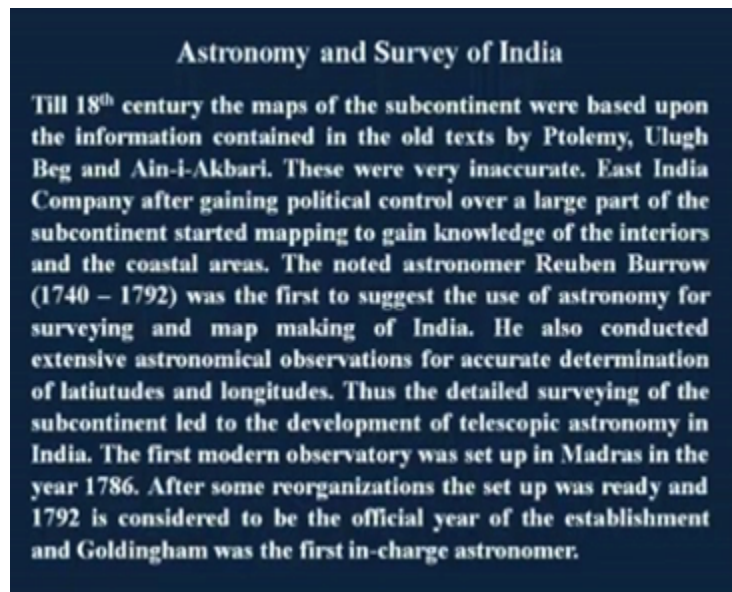 Astronomy and Survey of India
Till 18th century the maps of the subcontinent were based upon
the information contained in the old texts by Ptolemy, Ulugh
Beg and Ain-i-Akbari. These were very inaccurate. East India
Company after gaining political control over a large part of the
subcontinent started mapping to gain knowledge of the interiors
and the coastal areas. The noted astronomer Reuben Burrow
(1740 – 1792) was the first to suggest the use of astronomy for
surveying and map making of India. He also conducted
extensive astronomical observations for accurate determination
of latiutudes and longitudes. Thus the detailed surveying of the
subcontinent led to the development of telescopic astronomy in
India. The first modern observatory was set up in Madras in the
year 1786. After some reorganizations the set up was ready and
1792 is considered to be the official year of the establishment
and Goldingham was the first in-charge astronomer.